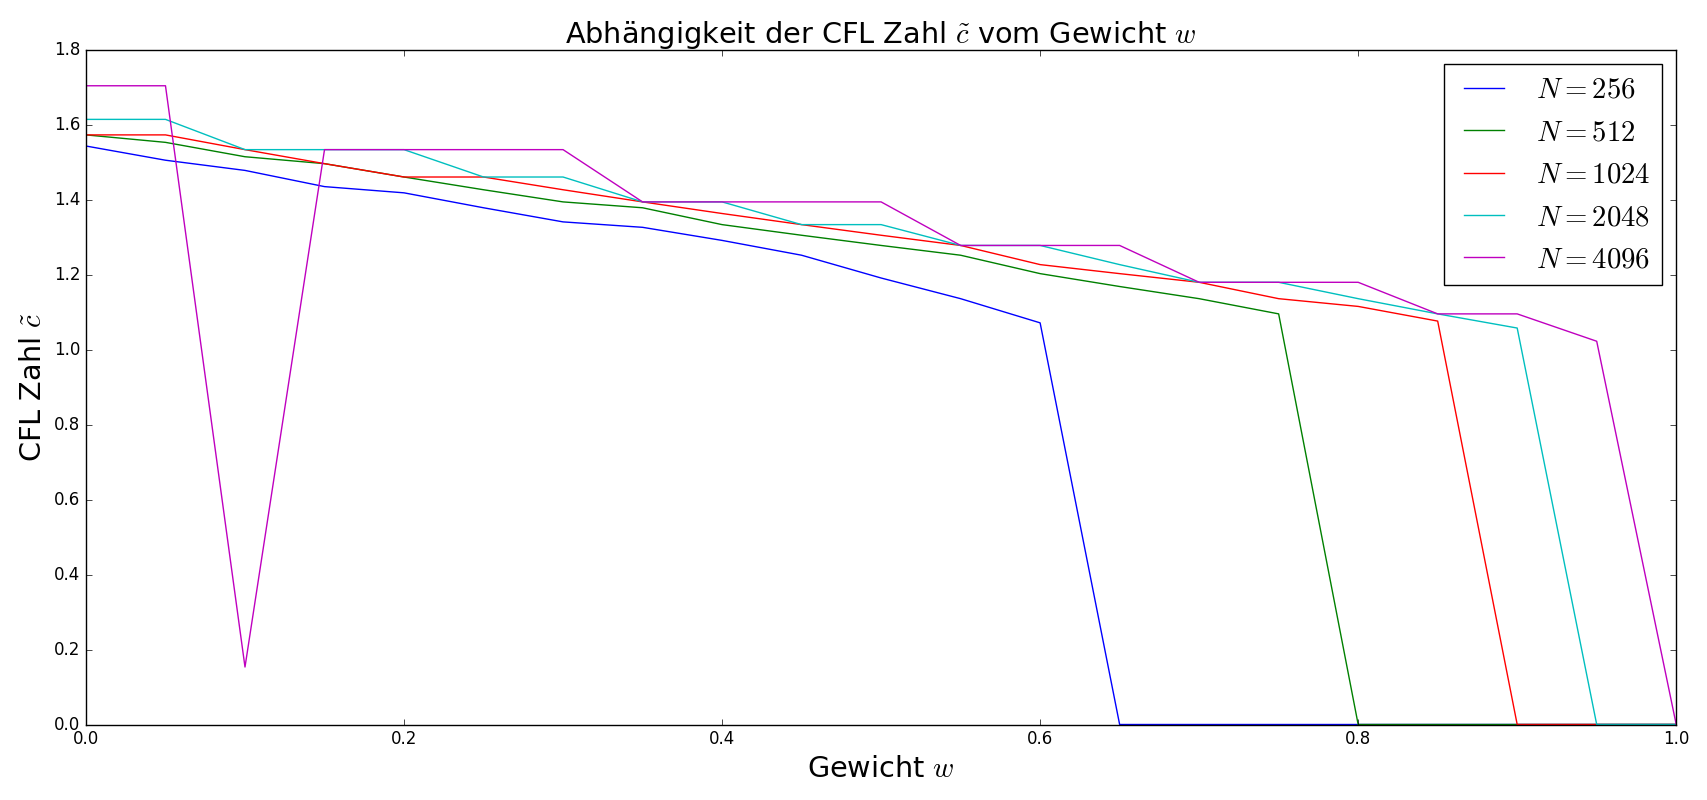 Abhängigkeit der CFL Zahl c̃ vom Gewicht w
1.8
1.6
1.4
1.2
1.0
0.8
0.6
0.4
0.2
0.0
CFL Zahl c̃
N = 256
N = 512
N = 1024
N = 2048
N = 4096
0.0 0.2 0.4 0.6 0.8 1.0
Gewicht w